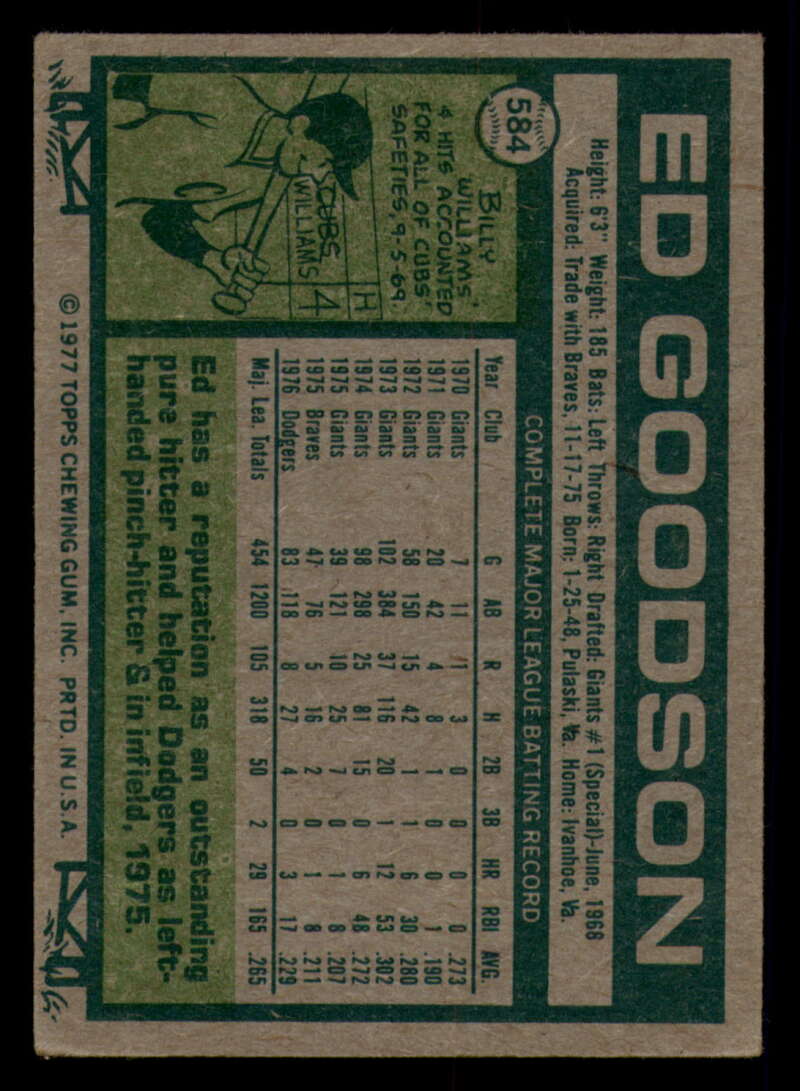 584
ED GOODSON
Height: 6'3" Weight: 185 Bats: Left Throws: Right Drafted: Giants #1 (Special)-June, 1968
Acquired: Trade with Braves, 11-17-75 Born: 1-25-48, Pulaski, Va. Home: Ivanhoe, Va.
BILLY
WILLIAMS'
4 HITS ACCOUNTED
FOR ALL OF CUBS'
SAFETIES, 9-5-69.
H
CUBS
WILLIAMS 4
COMPLETE MAJOR LEAGUE BATTING RECORD
Year Club G AB R H 2B 3B HR RBI AVG.
1970 Giants 7 11 1 3 0 0 0 0 .273
1971 Giants 20 42 4 8 1 0 0 1 .190
1972 Giants 58 150 15 42 1 1 6 30 .280
1973 Giants 102 384 37 116 20 1 12 53 .302
1974 Giants 98 298 25 81 15 0 6 48 .272
1975 Giants 39 121 10 25 7 0 1 8 .207
1975 Braves 47 76 5 16 2 0 1 8 .211
1976 Dodgers 83 118 8 27 4 0 3 17 .229
Maj. Lea. Totals 454 1200 105 318 50 2 29 165 .265
Ed has a reputation as an outstanding
pure hitter and helped Dodgers as left-
handed pinch-hitter & in infield, 1975.
© 1977 TOPPS CHEWING GUM, INC. PRTD. IN U.S.A.